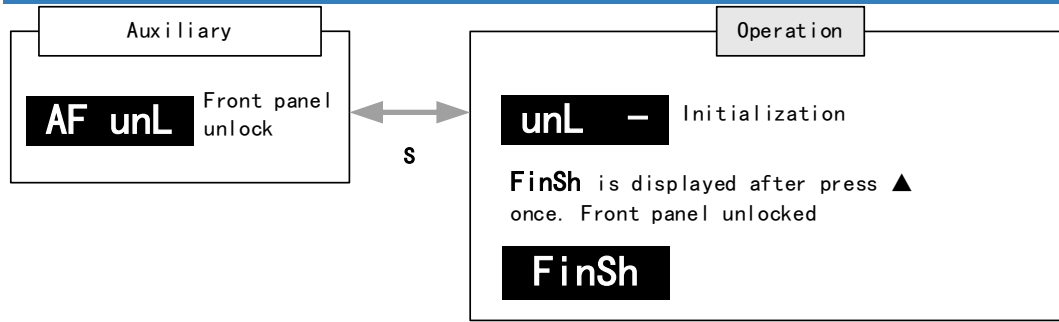 Auxiliary
AF unL
Front panel
unlock
S
Operation
unL －
Initialization
FinSh is displayed after press ▲
once. Front panel unlocked
FinSh